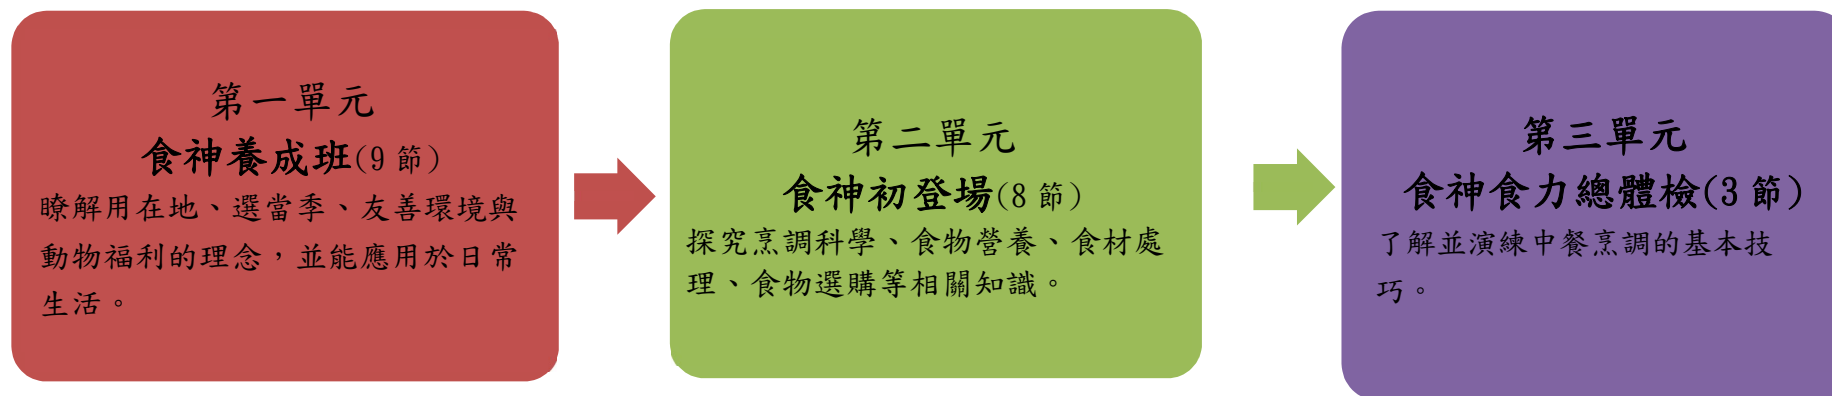 第一單元
食神養成班(9 節)
瞭解用在地、選當季、友善環境與
動物福利的理念，並能應用於日常
生活。
第二單元
食神初登場(8 節)
探究烹調科學、食物營養、食材處
理、食物選購等相關知識。
第三單元
食神食力總體檢(3 節)
了解並演練中餐烹調的基本技
巧。